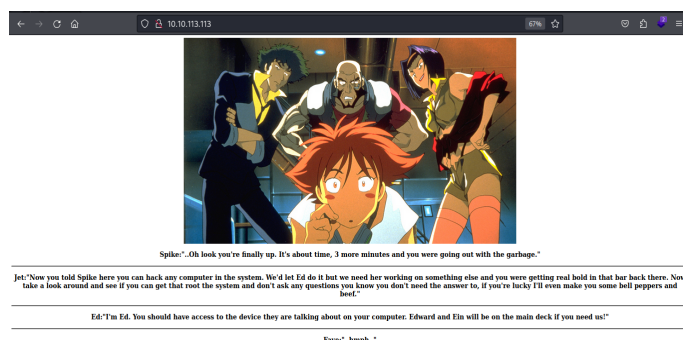 10.10.113.113
67%
Spike:"..Oh look you're finally up. It's about time, 3 more minutes and you were going out with the garbage."
Jet:"Now you told Spike here you can hack any computer in the system. We'd let Ed do it but we need her working on something else and you were getting real bold in that bar back there. Now
take a look around and see if you can get that root the system and don't ask any questions you know you don't need the answer to, if you're lucky I'll even make you some bell peppers and
beef."
Ed:"I'm Ed. You should have access to the device they are talking about on your computer. Edward and Ein will be on the main deck if you need us!"